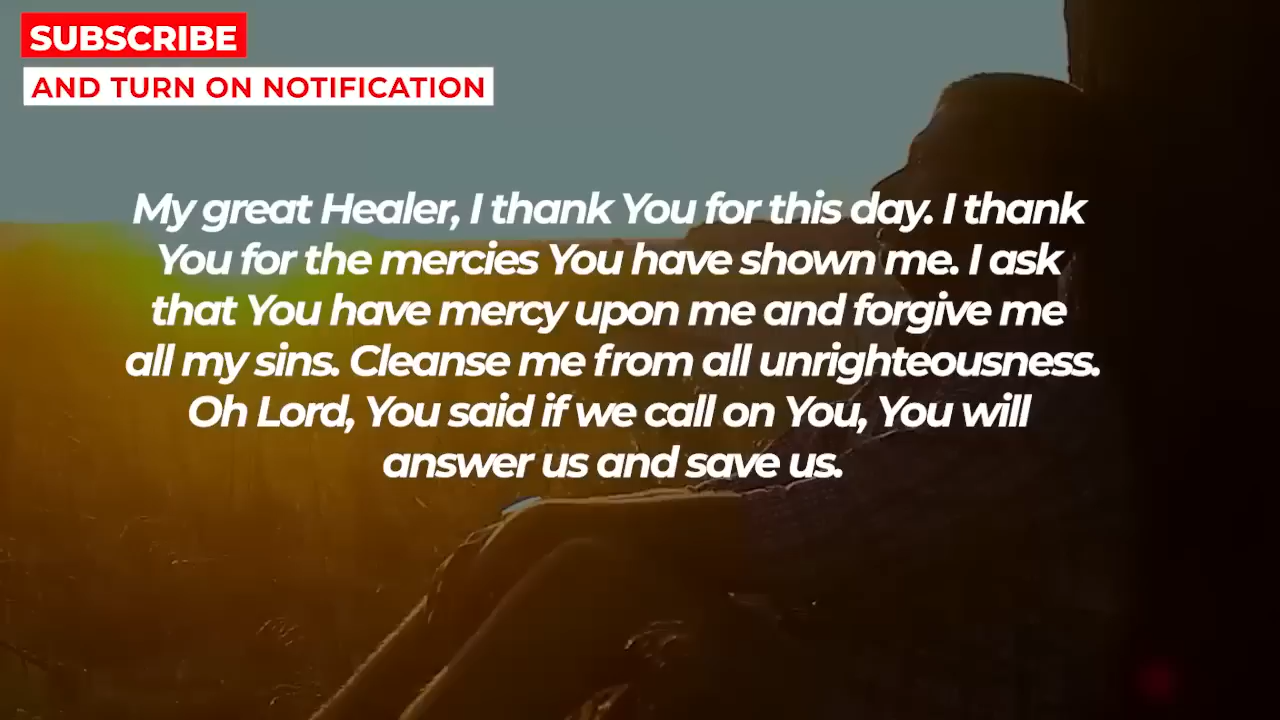 SUBSCRIBE
AND TURN ON NOTIFICATION
My great Healer, I thank You for this day. I thank
You for the mercies You have shown me. I ask
that You have mercy upon me and forgive me
all my sins. Cleanse me from all unrighteousness.
Oh Lord, You said if we call on You, You will
answer us and save us.